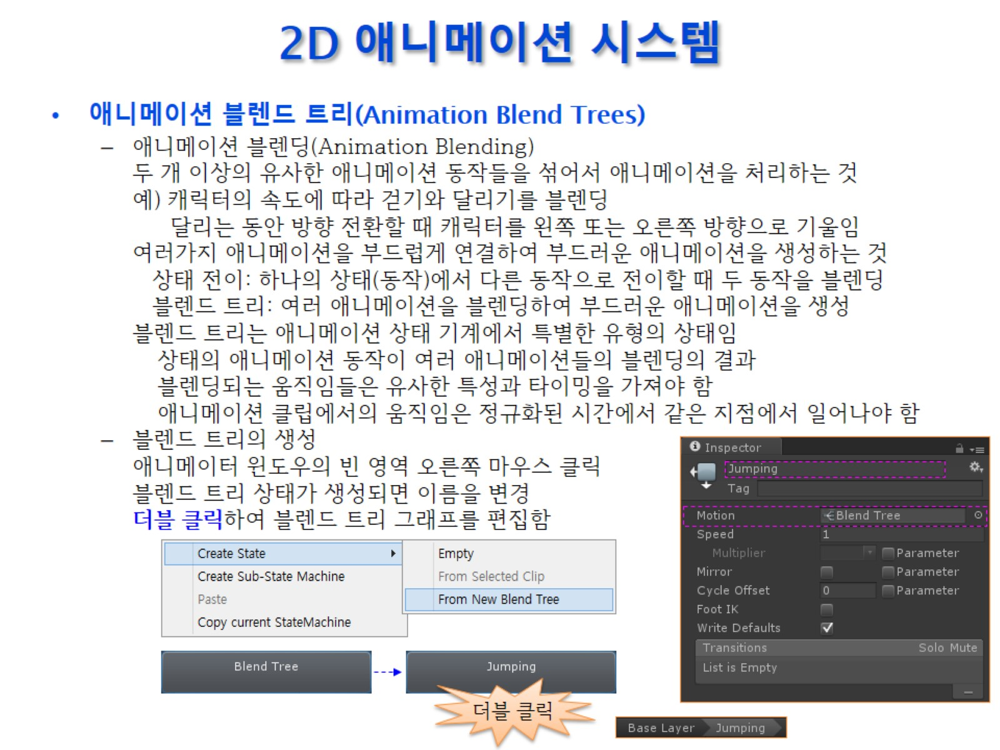 2D 애니메이션 시스템
• 애니메이션 블렌드 트리(Animation Blend Trees)
– 애니메이션 블렌딩(Animation Blending)
두 개 이상의 유사한 애니메이션 동작들을 섞어서 애니메이션을 처리하는 것
예) 캐릭터의 속도에 따라 걷기와 달리기를 블렌딩
달리는 동안 방향 전환할 때 캐릭터를 왼쪽 또는 오른쪽 방향으로 기울임
여러가지 애니메이션을 부드럽게 연결하여 부드러운 애니메이션을 생성하는 것
상태 전이: 하나의 상태(동작)에서 다른 동작으로 전이할 때 두 동작을 블렌딩
블렌드 트리: 여러 애니메이션을 블렌딩하여 부드러운 애니메이션을 생성
블렌드 트리는 애니메이션 상태 기계에서 특별한 유형의 상태임
상태의 애니메이션 동작이 여러 애니메이션들의 블렌딩의 결과
블렌딩되는 움직임들은 유사한 특성과 타이밍을 가져야 함
애니메이션 클립에서의 움직임은 정규화된 시간에서 같은 지점에서 일어나야 함
– 블렌드 트리의 생성
애니메이터 윈도우의 빈 영역 오른쪽 마우스 클릭
블렌드 트리 상태가 생성되면 이름을 변경
더블 클릭하여 블렌드 트리 그래프를 편집함
Create State
Create Sub-State Machine
Paste
Copy current StateMachine
Empty
From Selected Clip
From New Blend Tree
Blend Tree
Jumping
더블 클릭
Base Layer Jumping
Inspector
Jumping
Tag
Motion Blend Tree
Speed 1
Multiplier Parameter
Mirror Parameter
Cycle Offset 0 Parameter
Foot IK
Write Defaults
Transitions Solo Mute
List is Empty